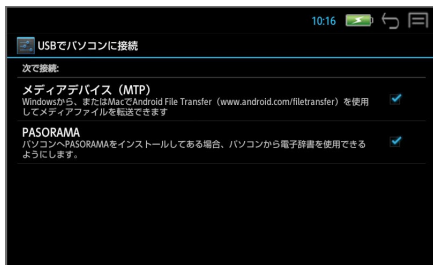 10:16
USBでパソコンに接続
次で接続:
メディアデバイス（MTP）
Windowsから、またはMacでAndroid File Transfer（www.android.com/filetransfer）を使用
してメディアファイルを転送できます
PASORAMA
パソコンへPASORAMAをインストールしてある場合、パソコンから電子辞書を使用できる
ようにします。